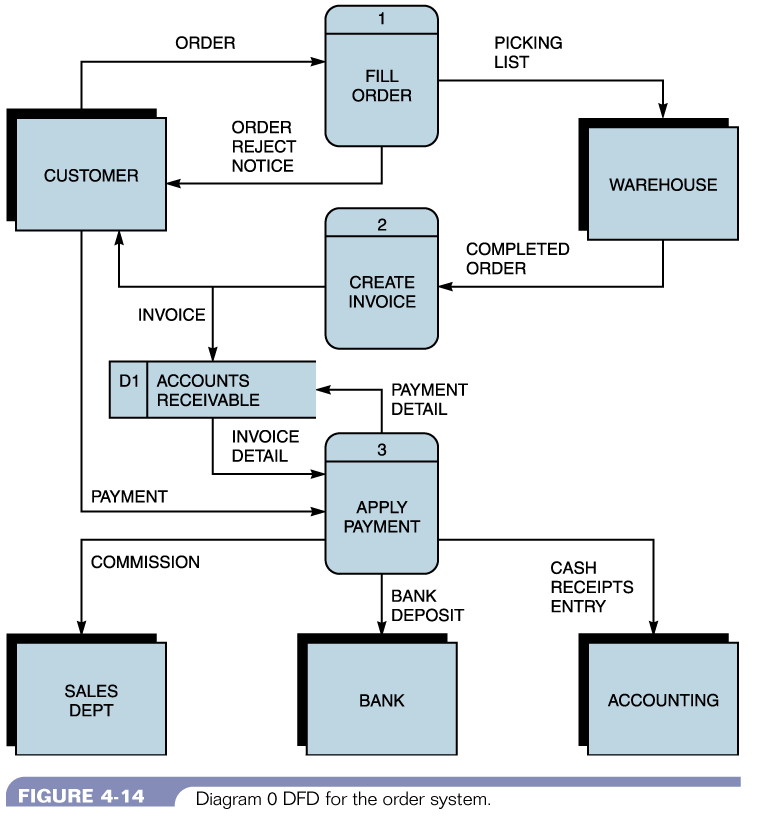 1
ORDER
PICKING
LIST
FILL
ORDER
ORDER
REJECT
NOTICE
CUSTOMER
WAREHOUSE
2
COMPLETED
ORDER
CREATE
INVOICE
INVOICE
D1
ACCOUNTS
RECEIVABLE
PAYMENT
DETAIL
INVOICE
DETAIL
3
PAYMENT
APPLY
PAYMENT
COMMISSION
CASH
RECEIPTS
ENTRY
BANK
DEPOSIT
SALES
DEPT
BANK
ACCOUNTING
FIGURE 4-14 Diagram 0 DFD for the order system.